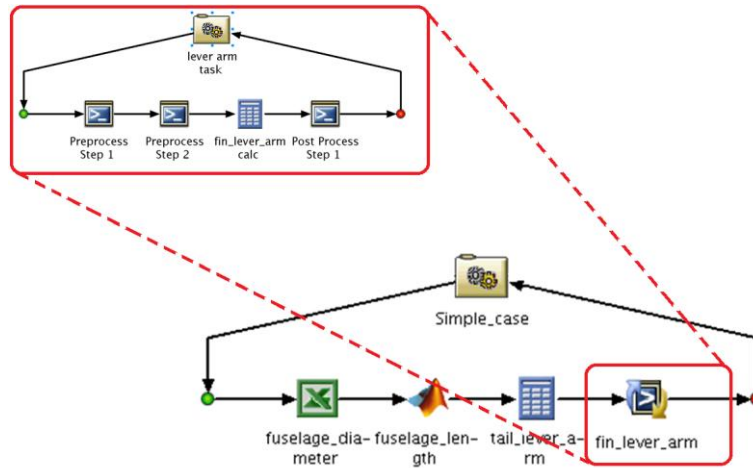 lever arm
task
Preprocess
Step 1
Preprocess
Step 2
fin_lever_arm
calc
Post Process
Step 1
Simple_case
fuselage_dia-
meter
fuselage_len-
gth
tail_lever_a-
rm
fin_lever_arm